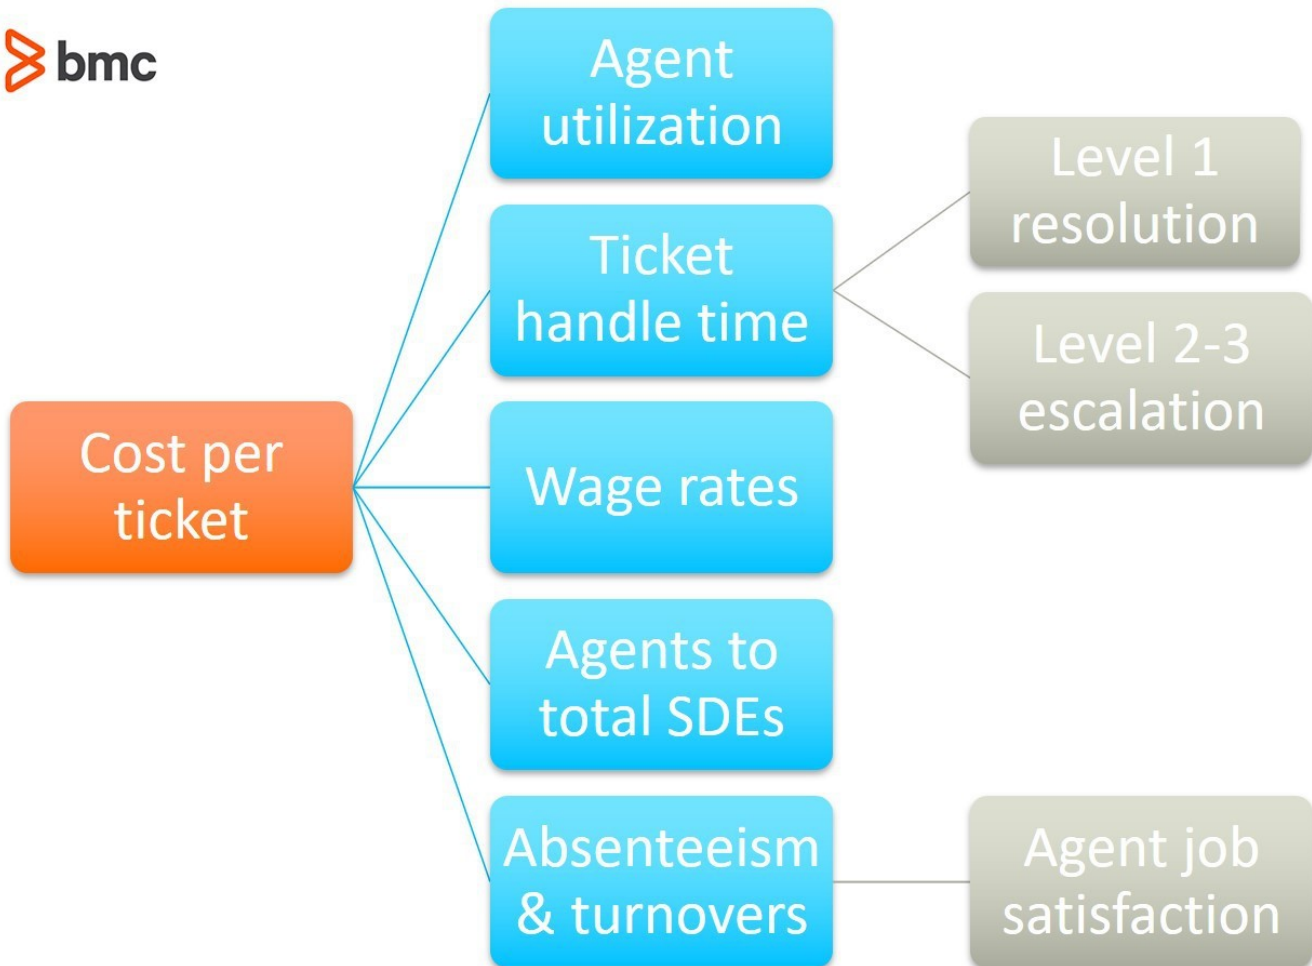 bmc
Agent
utilization
Ticket
handle time
Level 1
resolution
Level 2-3
escalation
Cost per
ticket
Wage rates
Agents to
total SDEs
Absenteeism
& turnovers
Agent job
satisfaction